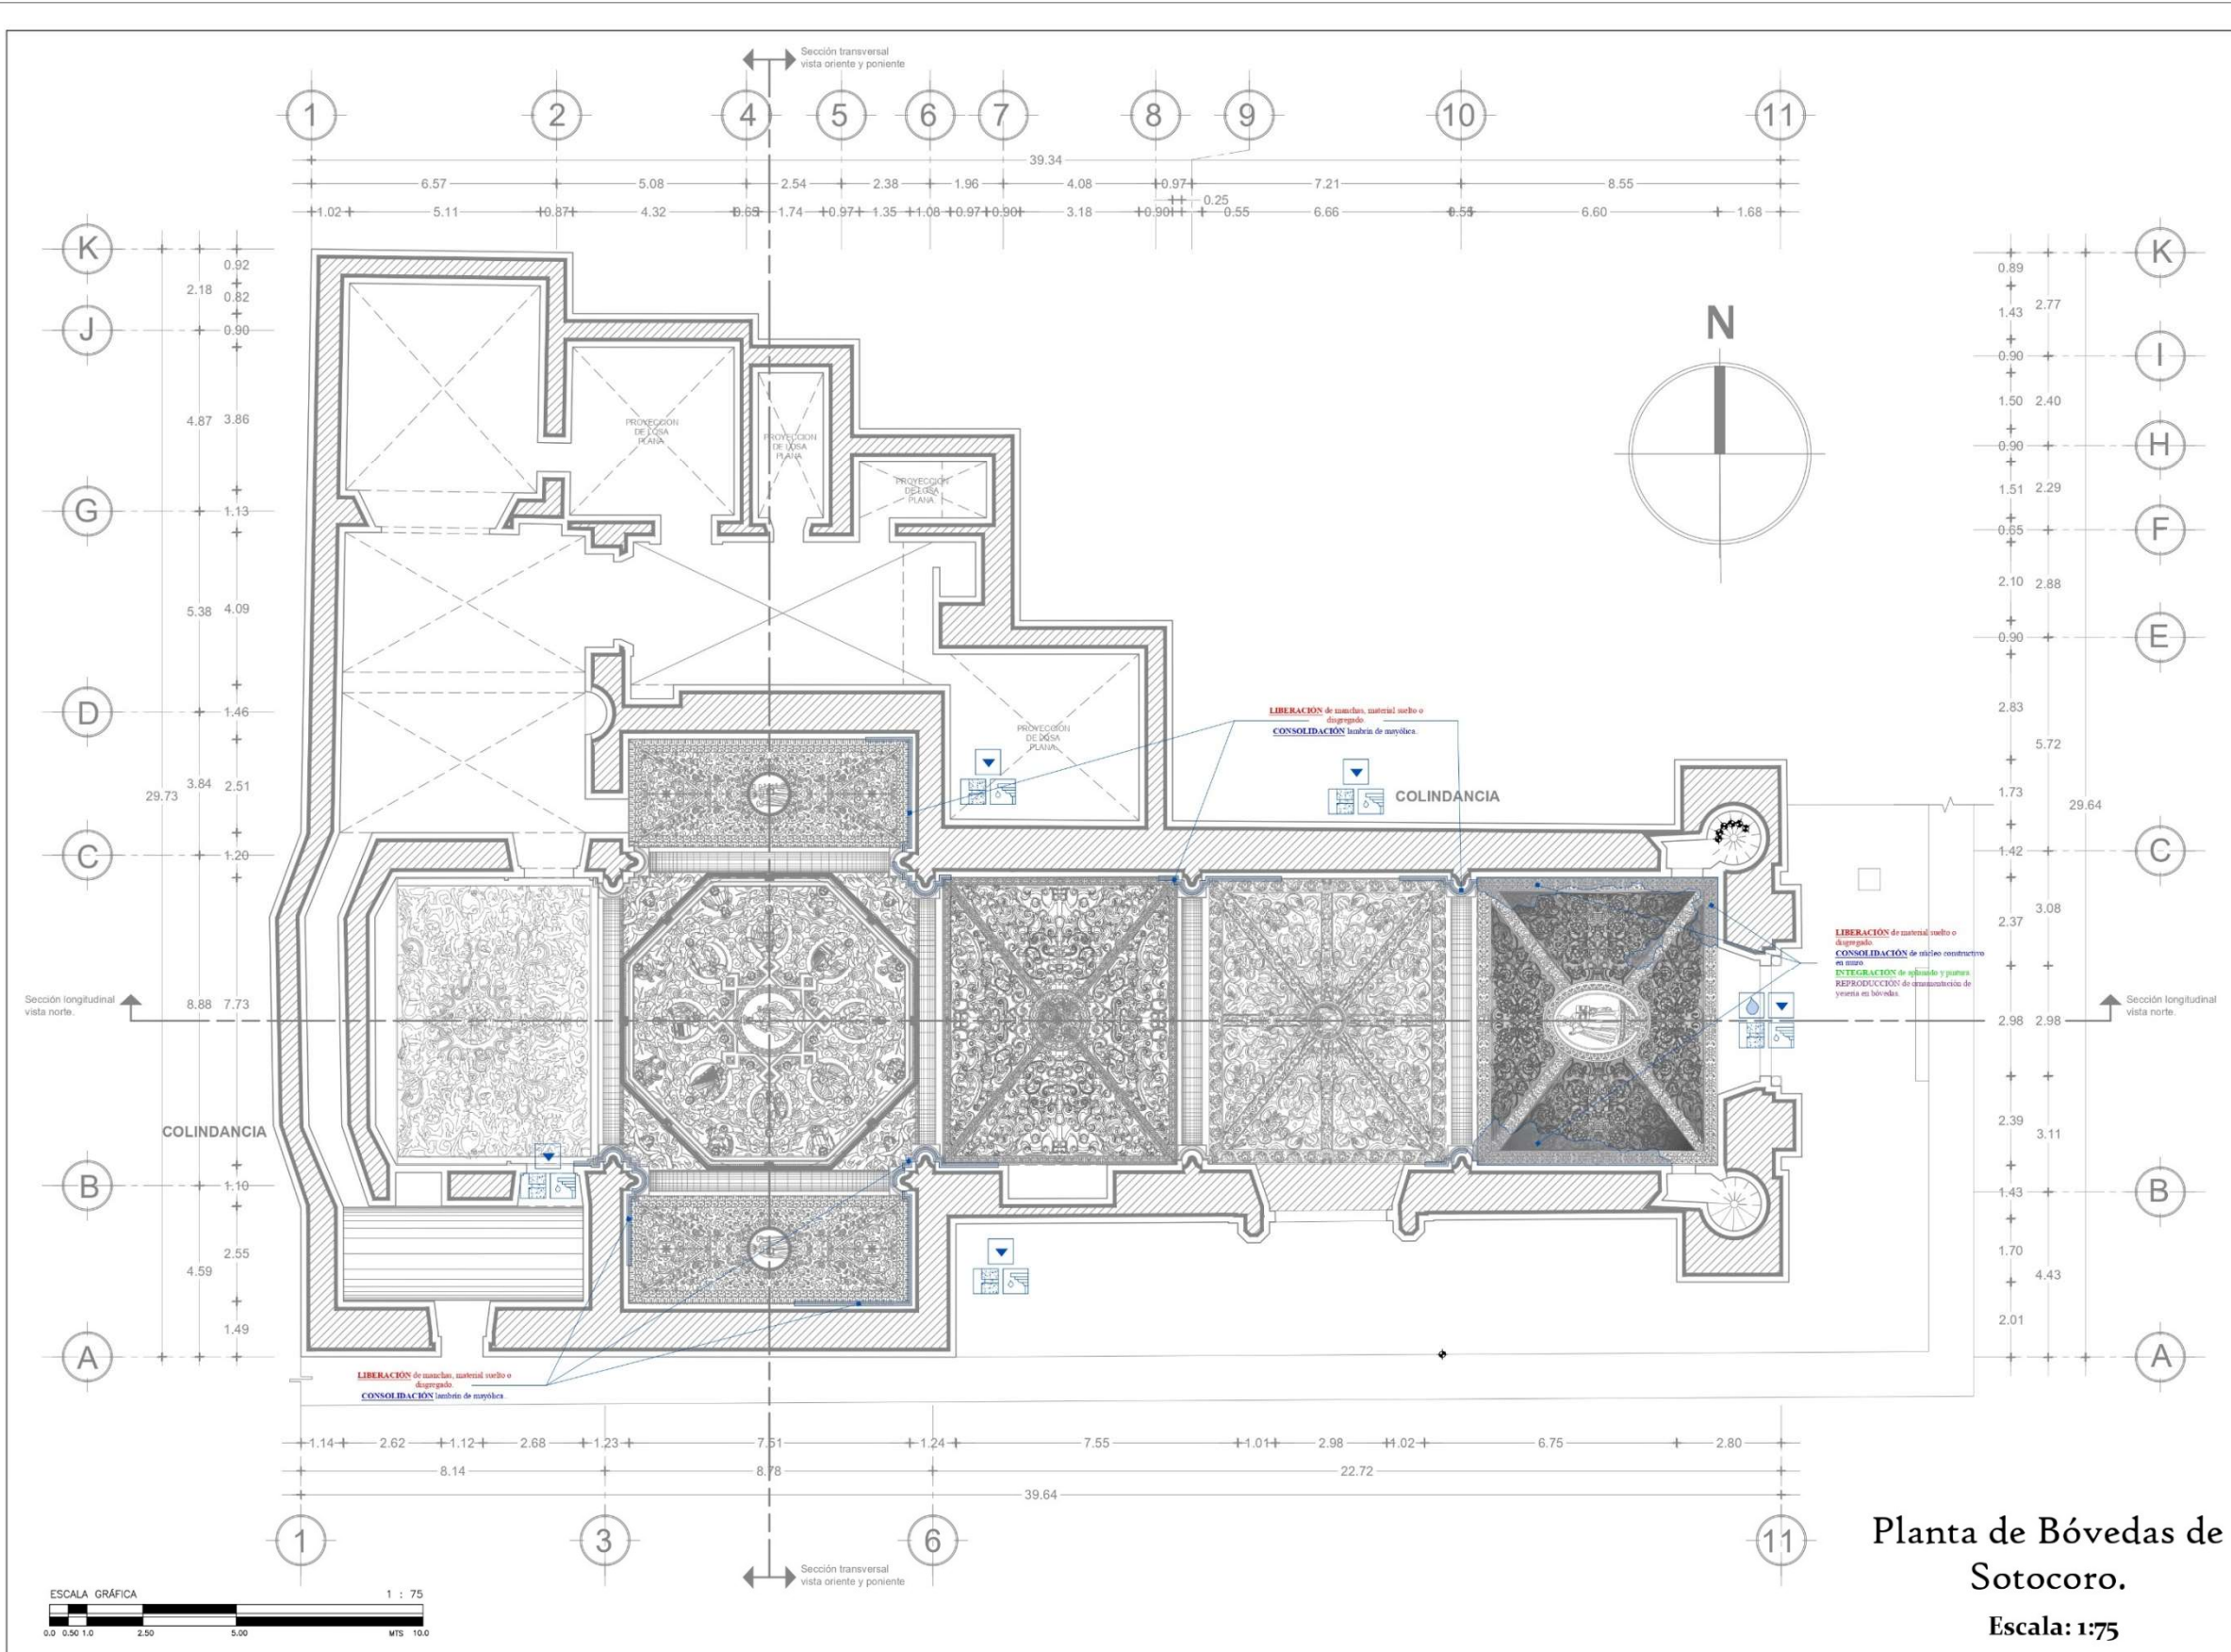 Sección transversal
vista oriente y poniente
1 2 4 5 6 7 8 9 10 11
39.34
6.57 5.08 2.54 2.38 1.96 4.08 0.97 7.21 8.55
0.25
1.02 5.11 0.87 4.32 1.74 0.97 1.35 1.08 0.97 0.90 3.18 0.90 0.55 6.66 6.60 1.68
K
J
G
D
C
B
A
0.92
2.18
0.82
0.90
4.87 3.86
1.13
5.38 4.09
1.46
3.84 2.51
29.73
1.20
8.88 7.73
1.10
2.55
4.59
1.49
PROYECCION
DE LOSA
PLANA
PROYECCION
DE LOSA
PLANA
PROYECCION
DE LOSA
PLANA
PROYECCION
DE LOSA
PLANA
N
K
I
H
F
E
C
B
A
0.89
2.77
1.43
0.90
1.50 2.40
0.90
1.51 2.29
0.65
2.10 2.88
0.90
2.83
5.72
1.73
29.64
1.42
3.08
2.37
2.98 2.98
2.39
3.11
1.43
1.70
4.43
2.01
LIBERACIÓN de manchas, material suelto o
disgregado.
CONSOLIDACIÓN lambrín de mayólica.
COLINDANCIA
LIBERACIÓN de material suelto o
disgregado.
CONSOLIDACIÓN de núcleo constructivo
en muro.
INTEGRACIÓN de aplanado y pintura.
REPRODUCCIÓN de ornamentación de
yesería en bóvedas.
Sección longitudinal
vista norte.
Sección longitudinal
vista norte.
COLINDANCIA
LIBERACIÓN de manchas, material suelto o
disgregado.
CONSOLIDACIÓN lambrín de mayólica.
1.14 2.62 1.12 2.68 1.23 7.51 1.24 7.55 1.01 2.98 1.02 6.75 2.80
8.14 8.78 22.72
39.64
1 3 6 11
Sección transversal
vista oriente y poniente
Planta de Bóvedas de
Sotocoro.
Escala: 1:75
ESCALA GRÁFICA 1 : 75
0.0 0.50 1.0 2.50 5.00 MTS 10.0